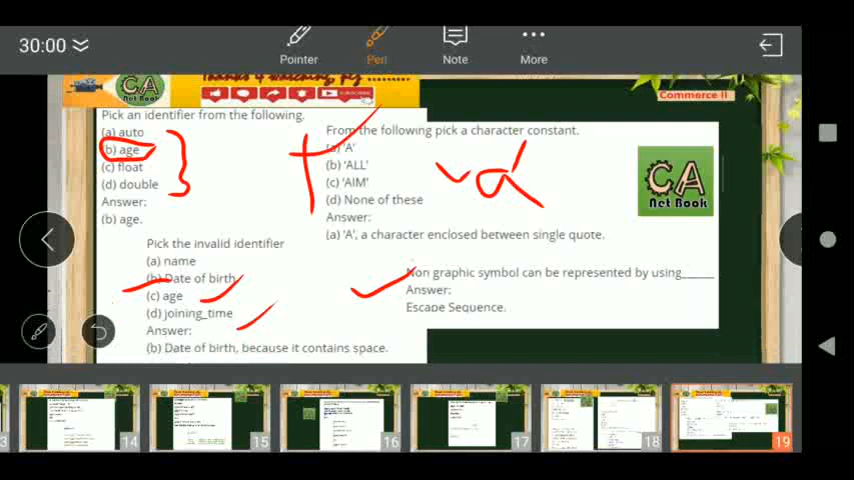 30:00
Pointer
Pen
Note
More
Thanks 4 watching, plz .........
CA
Net Book
Commerce II
Pick an identifier from the following.
(a) auto
(b) age
(c) float
(d) double
Answer:
(b) age.
Pick the invalid identifier
(a) name
(b) Date of birth
(c) age
(d) joining_time
Answer:
(b) Date of birth, because it contains space.
From the following pick a character constant.
(a) 'A'
(b) 'ALL'
(c) 'AIM'
(d) None of these
Answer:
(a) 'A', a character enclosed between single quote.
Non graphic symbol can be represented by using______
Answer:
Escape Sequence.
CA
Net Book
3
14
15
16
17
18
19